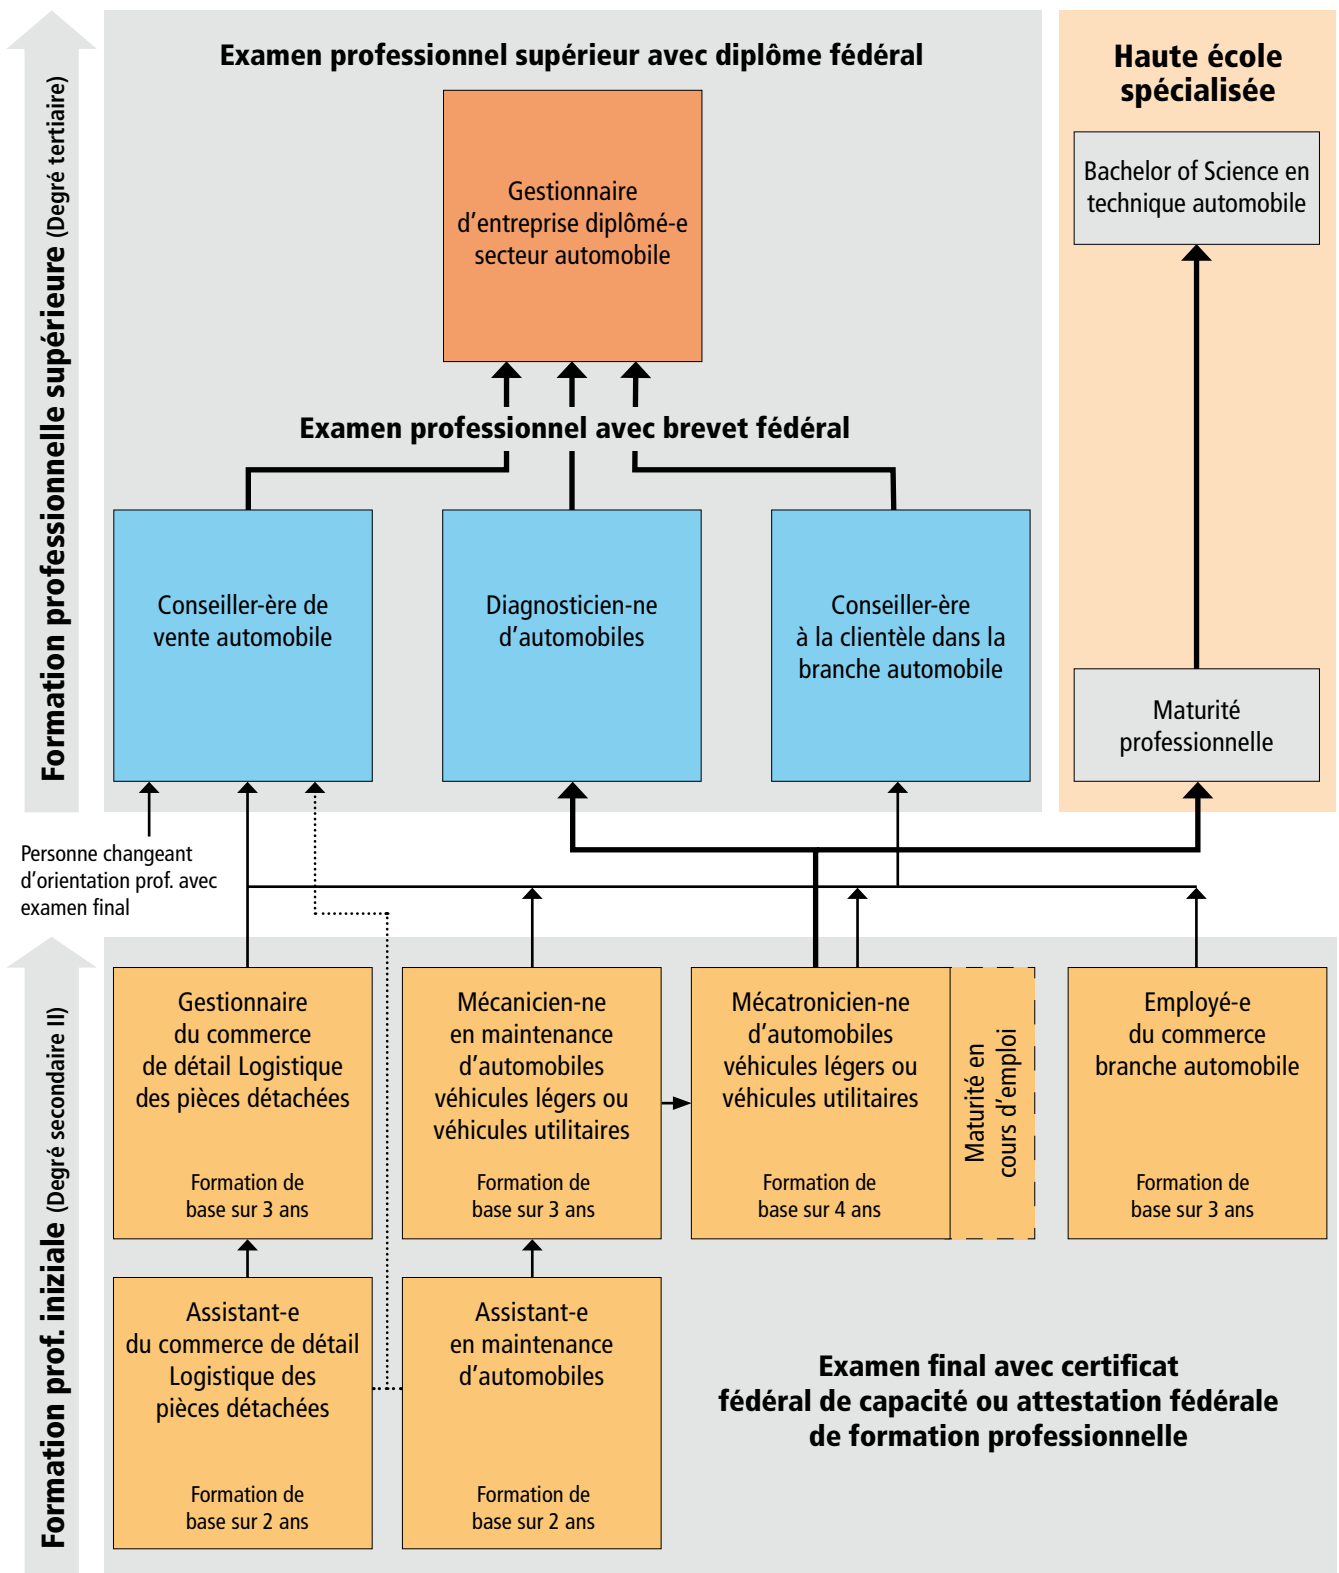 Formation professionnelle supérieure (Degré tertiaire)
Examen professionnel supérieur avec diplôme fédéral
Gestionnaire
d'entreprise diplômé-e
secteur automobile
Examen professionnel avec brevet fédéral
Conseiller-ère de
vente automobile
Diagnosticien-ne
d'automobiles
Conseiller-ère
à la clientèle dans la
branche automobile
Haute école
spécialisée
Bachelor of Science en
technique automobile
Maturité
professionnelle
Personne changeant
d'orientation prof. avec
examen final
Formation prof. iniziale (Degré secondaire II)
Gestionnaire
du commerce
de détail Logistique
des pièces détachées
Formation de
base sur 3 ans
Mécanicien-ne
en maintenance
d'automobiles
véhicules légers ou
véhicules utilitaires
Formation de
base sur 3 ans
Mécatronicien-ne
d'automobiles
véhicules légers ou
véhicules utilitaires
Formation de
base sur 4 ans
Maturité en
cours d'emploi
Employé-e
du commerce
branche automobile
Formation de
base sur 3 ans
Assistant-e
du commerce de détail
Logistique des
pièces détachées
Formation de
base sur 2 ans
Assistant-e
en maintenance
d'automobiles
Formation de
base sur 2 ans
Examen final avec certificat
fédéral de capacité ou attestation fédérale
de formation professionnelle